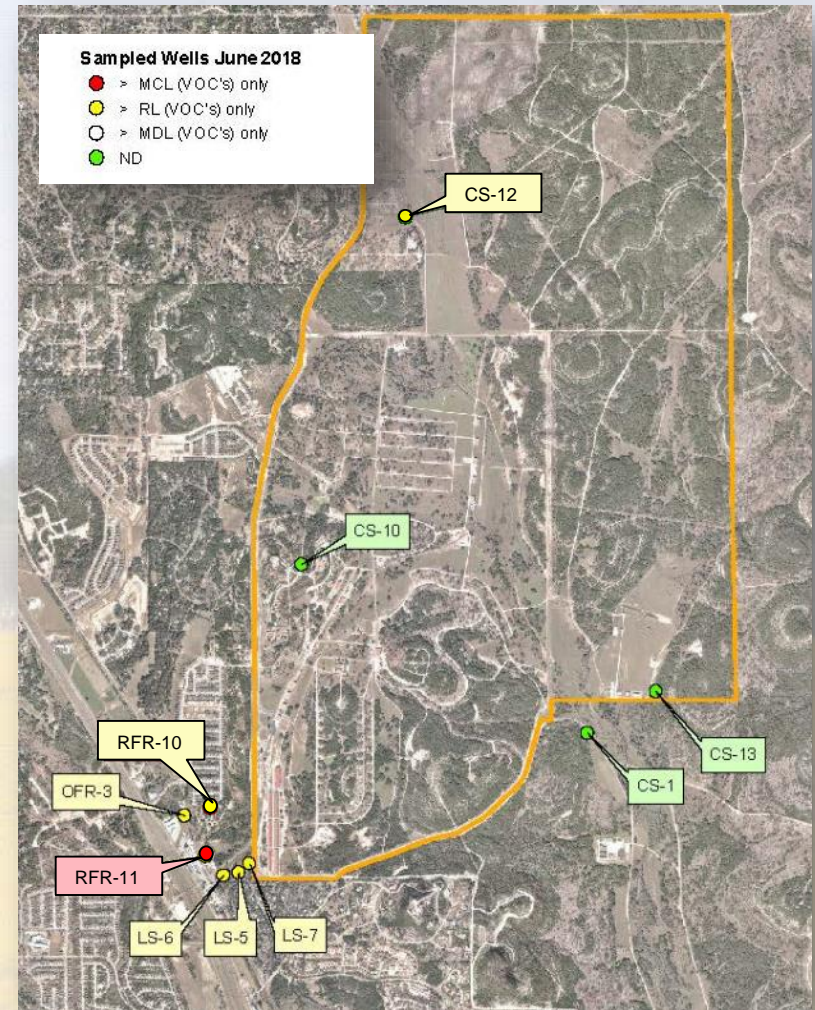 Sampled Wells June 2018
> MCL (VOC's) only
> RL (VOC's) only
> MDL (VOC's) only
ND
CS-12
CS-10
RFR-10
CS-13
OFR-3
CS-1
RFR-11
LS-6
LS-5
LS-7